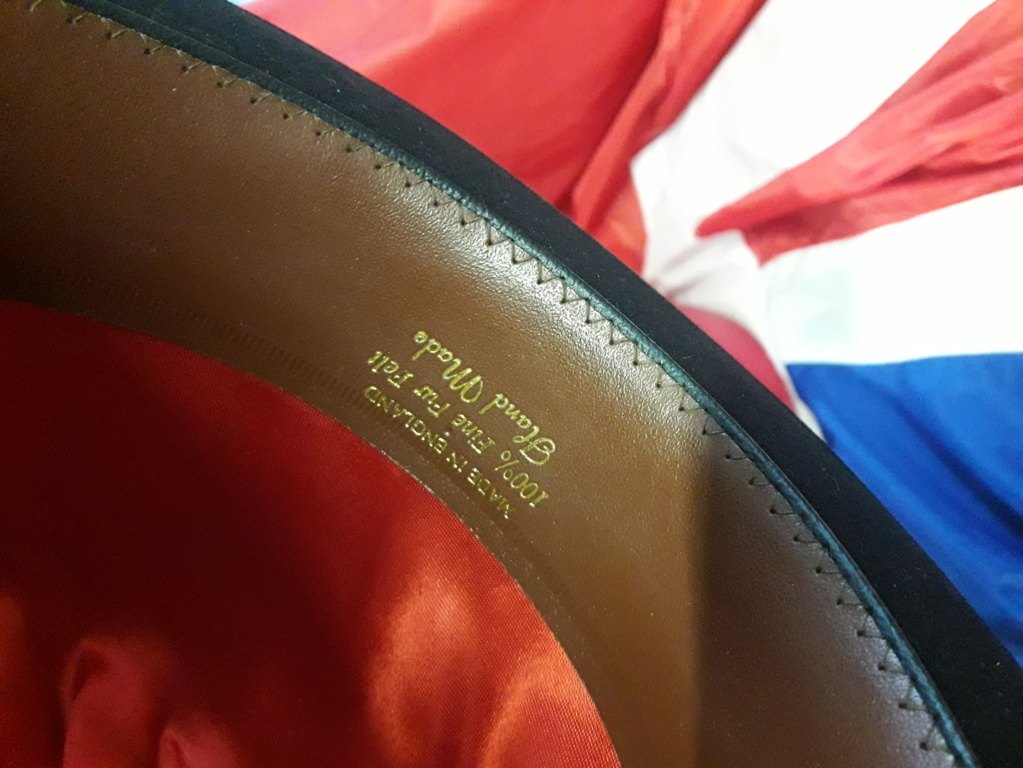 Hand Made
100% Fine Fur Felt
MADE IN ENGLAND